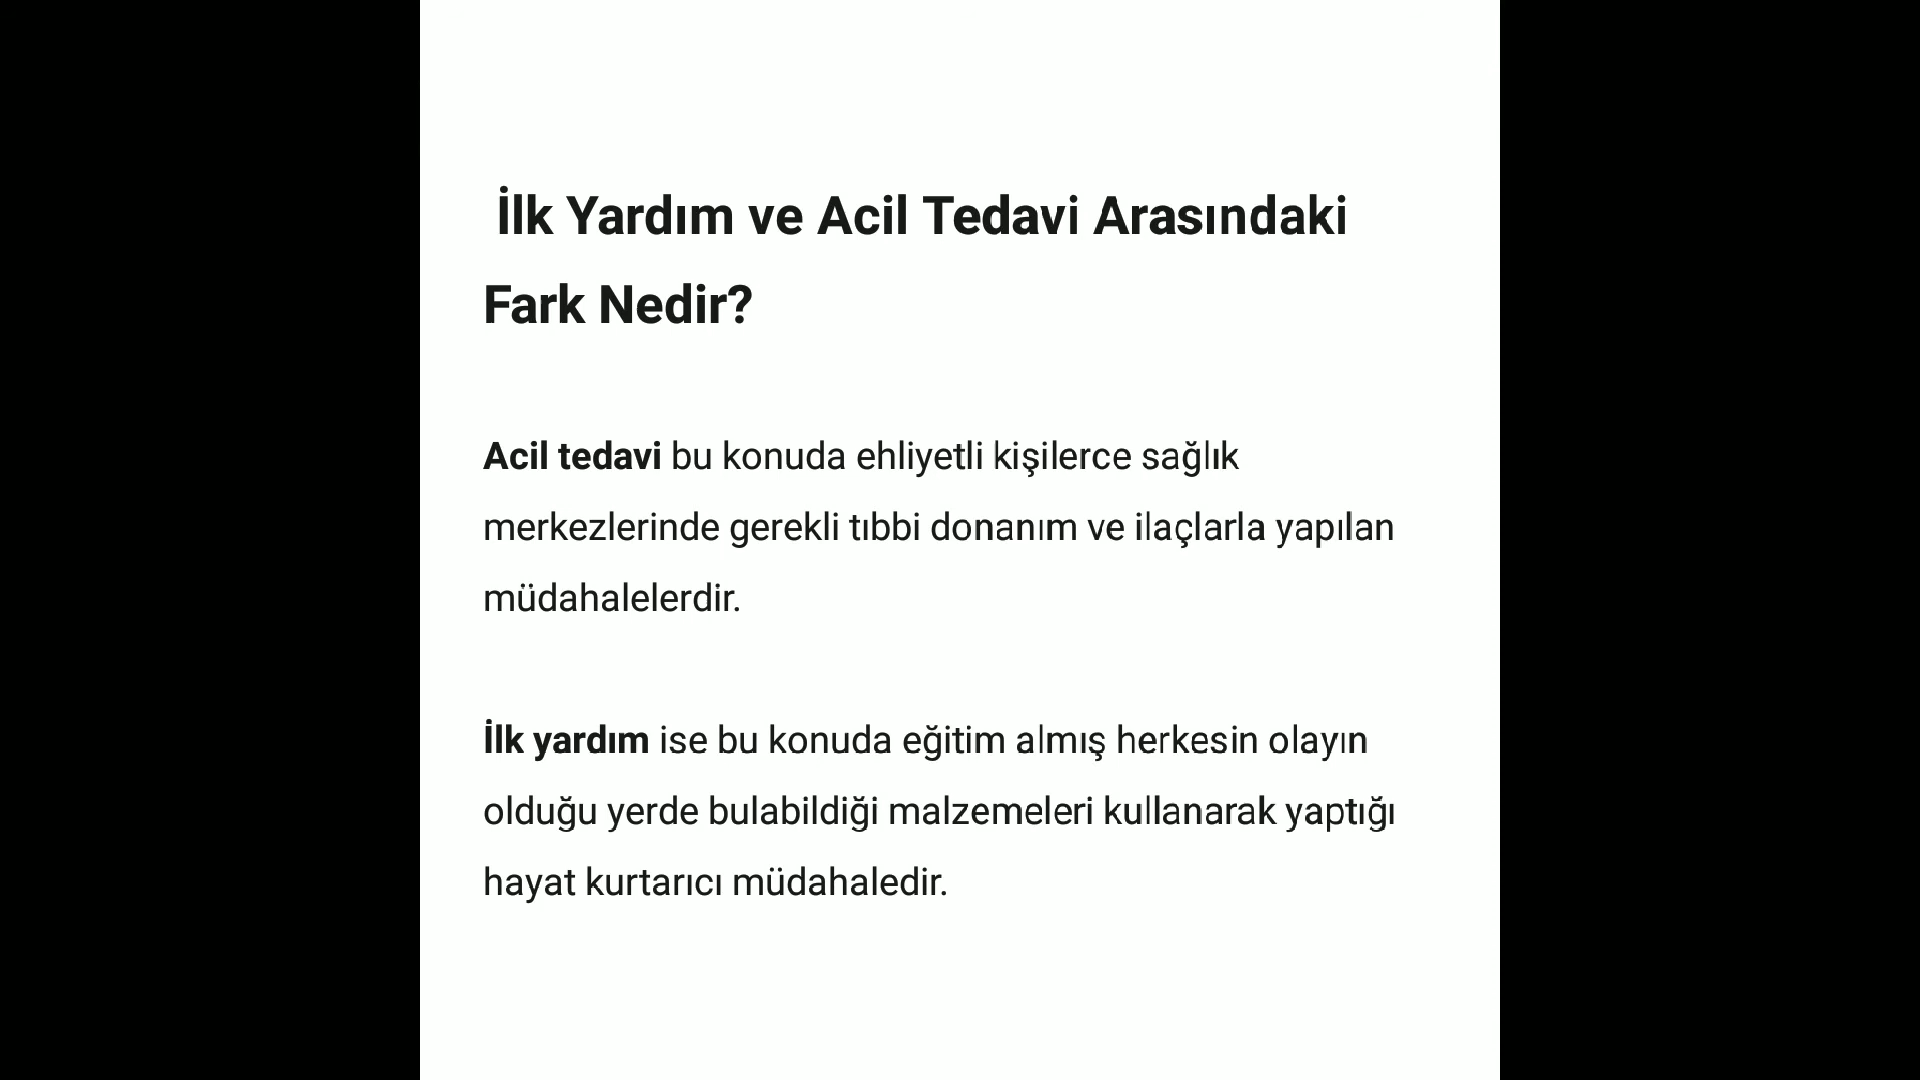 İlk Yardım ve Acil Tedavi Arasındaki
Fark Nedir?
Acil tedavi bu konuda ehliyetli kişilerce sağlık
merkezlerinde gerekli tıbbi donanım ve ilaçlarla yapılan
müdahalelerdir.
İlk yardım ise bu konuda eğitim almış herkesin olayın
olduğu yerde bulabildiği malzemeleri kullanarak yaptığı
hayat kurtarıcı müdahaledir.